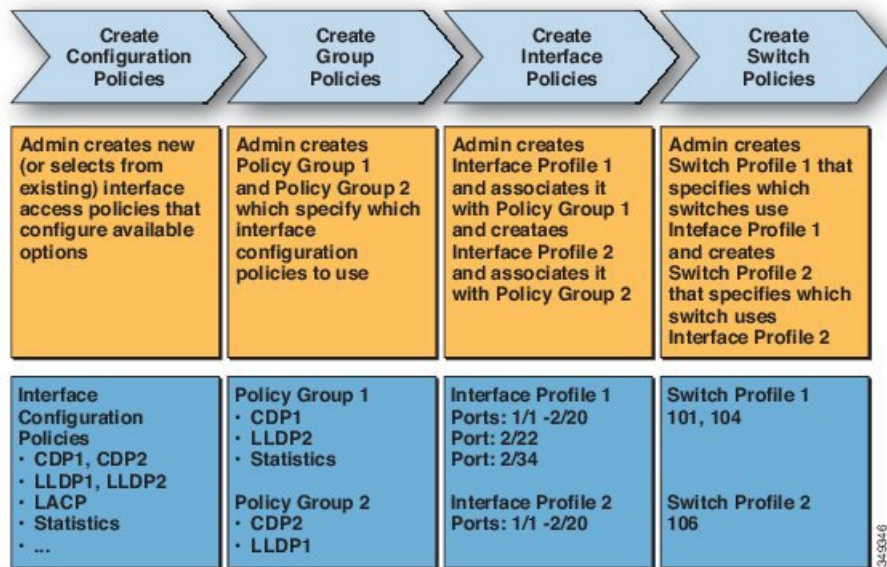 Create
Configuration
Policies
Create
Group
Policies
Create
Interface
Policies
Create
Switch
Policies
Admin creates new
(or selects from
existing) interface
access policies that
configure available
options
Admin creates
Policy Group 1
and Policy Group 2
which specify which
interface
configuration
policies to use
Admin creates
Interface Profile 1
and associates it
with Policy Group 1
and creataes
Interface Profile 2
and associates it
with Policy Group 2
Admin creates
Switch Profile 1 that
specifies which
switches use
Inteface Profile 1
and creates
Switch Profile 2
that specifies which
switch uses
Interface Profile 2
Interface
Configuration
Policies
• CDP1, CDP2
• LLDP1, LLDP2
• LACP
• Statistics
• ...
Policy Group 1
• CDP1
• LLDP2
• Statistics
Policy Group 2
• CDP2
• LLDP1
Interface Profile 1
Ports: 1/1 -2/20
Port: 2/22
Port: 2/34
Interface Profile 2
Ports: 1/1 -2/20
Switch Profile 1
101, 104
Switch Profile 2
106
349346